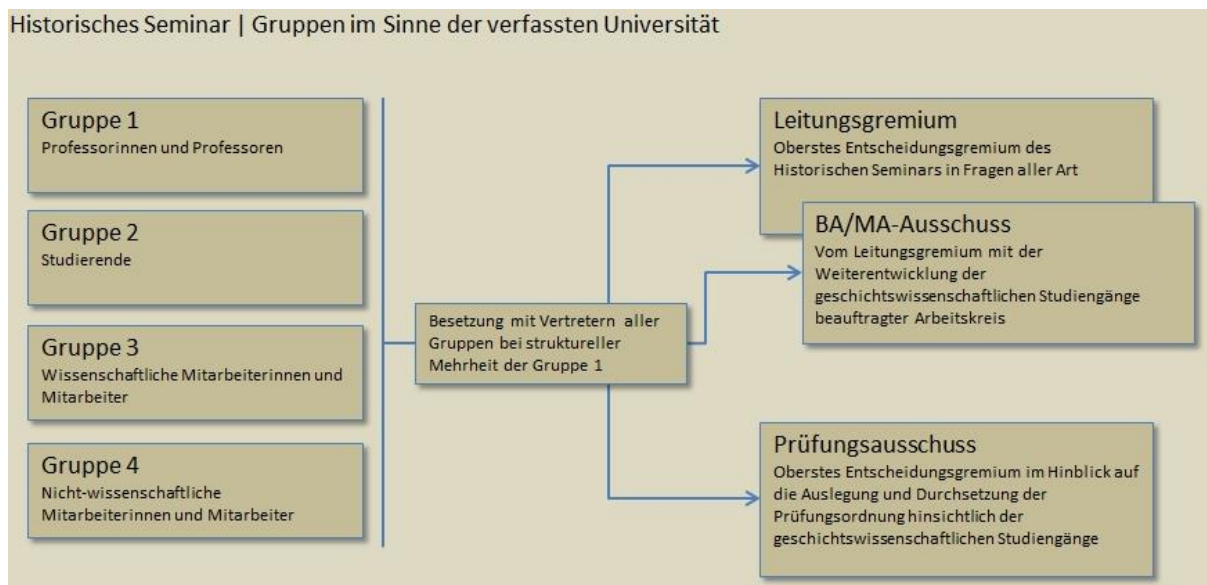 Historisches Seminar | Gruppen im Sinne der verfassten Universität
Gruppe 1
Professorinnen und Professoren
Gruppe 2
Studierende
Gruppe 3
Wissenschaftliche Mitarbeiterinnen und
Mitarbeiter
Gruppe 4
Nicht-wissenschaftliche
Mitarbeiterinnen und Mitarbeiter
Besetzung mit Vertretern aller
Gruppen bei struktureller
Mehrheit der Gruppe 1
Leitungsgremium
Oberstes Entscheidungsgremium des
Historischen Seminars in Fragen aller Art
BA/MA-Ausschuss
Vom Leitungsgremium mit der
Weiterentwicklung der
geschichtswissenschaftlichen Studiengänge
beauftragter Arbeitskreis
Prüfungsausschuss
Oberstes Entscheidungsgremium im Hinblick auf
die Auslegung und Durchsetzung der
Prüfungsordnung hinsichtlich der
geschichtswissenschaftlichen Studiengänge